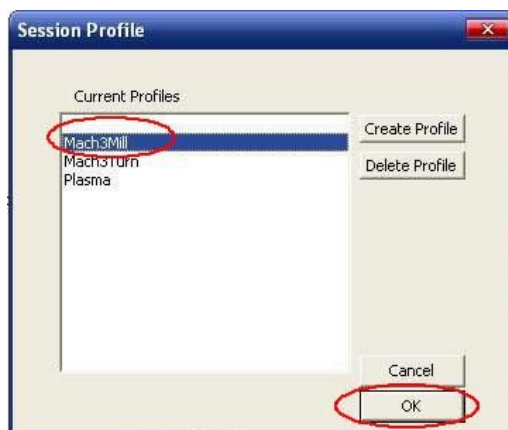 Session Profile
Current Profiles
Mach3Mill
Mach3Turn
Plasma
Create Profile
Delete Profile
Cancel
OK